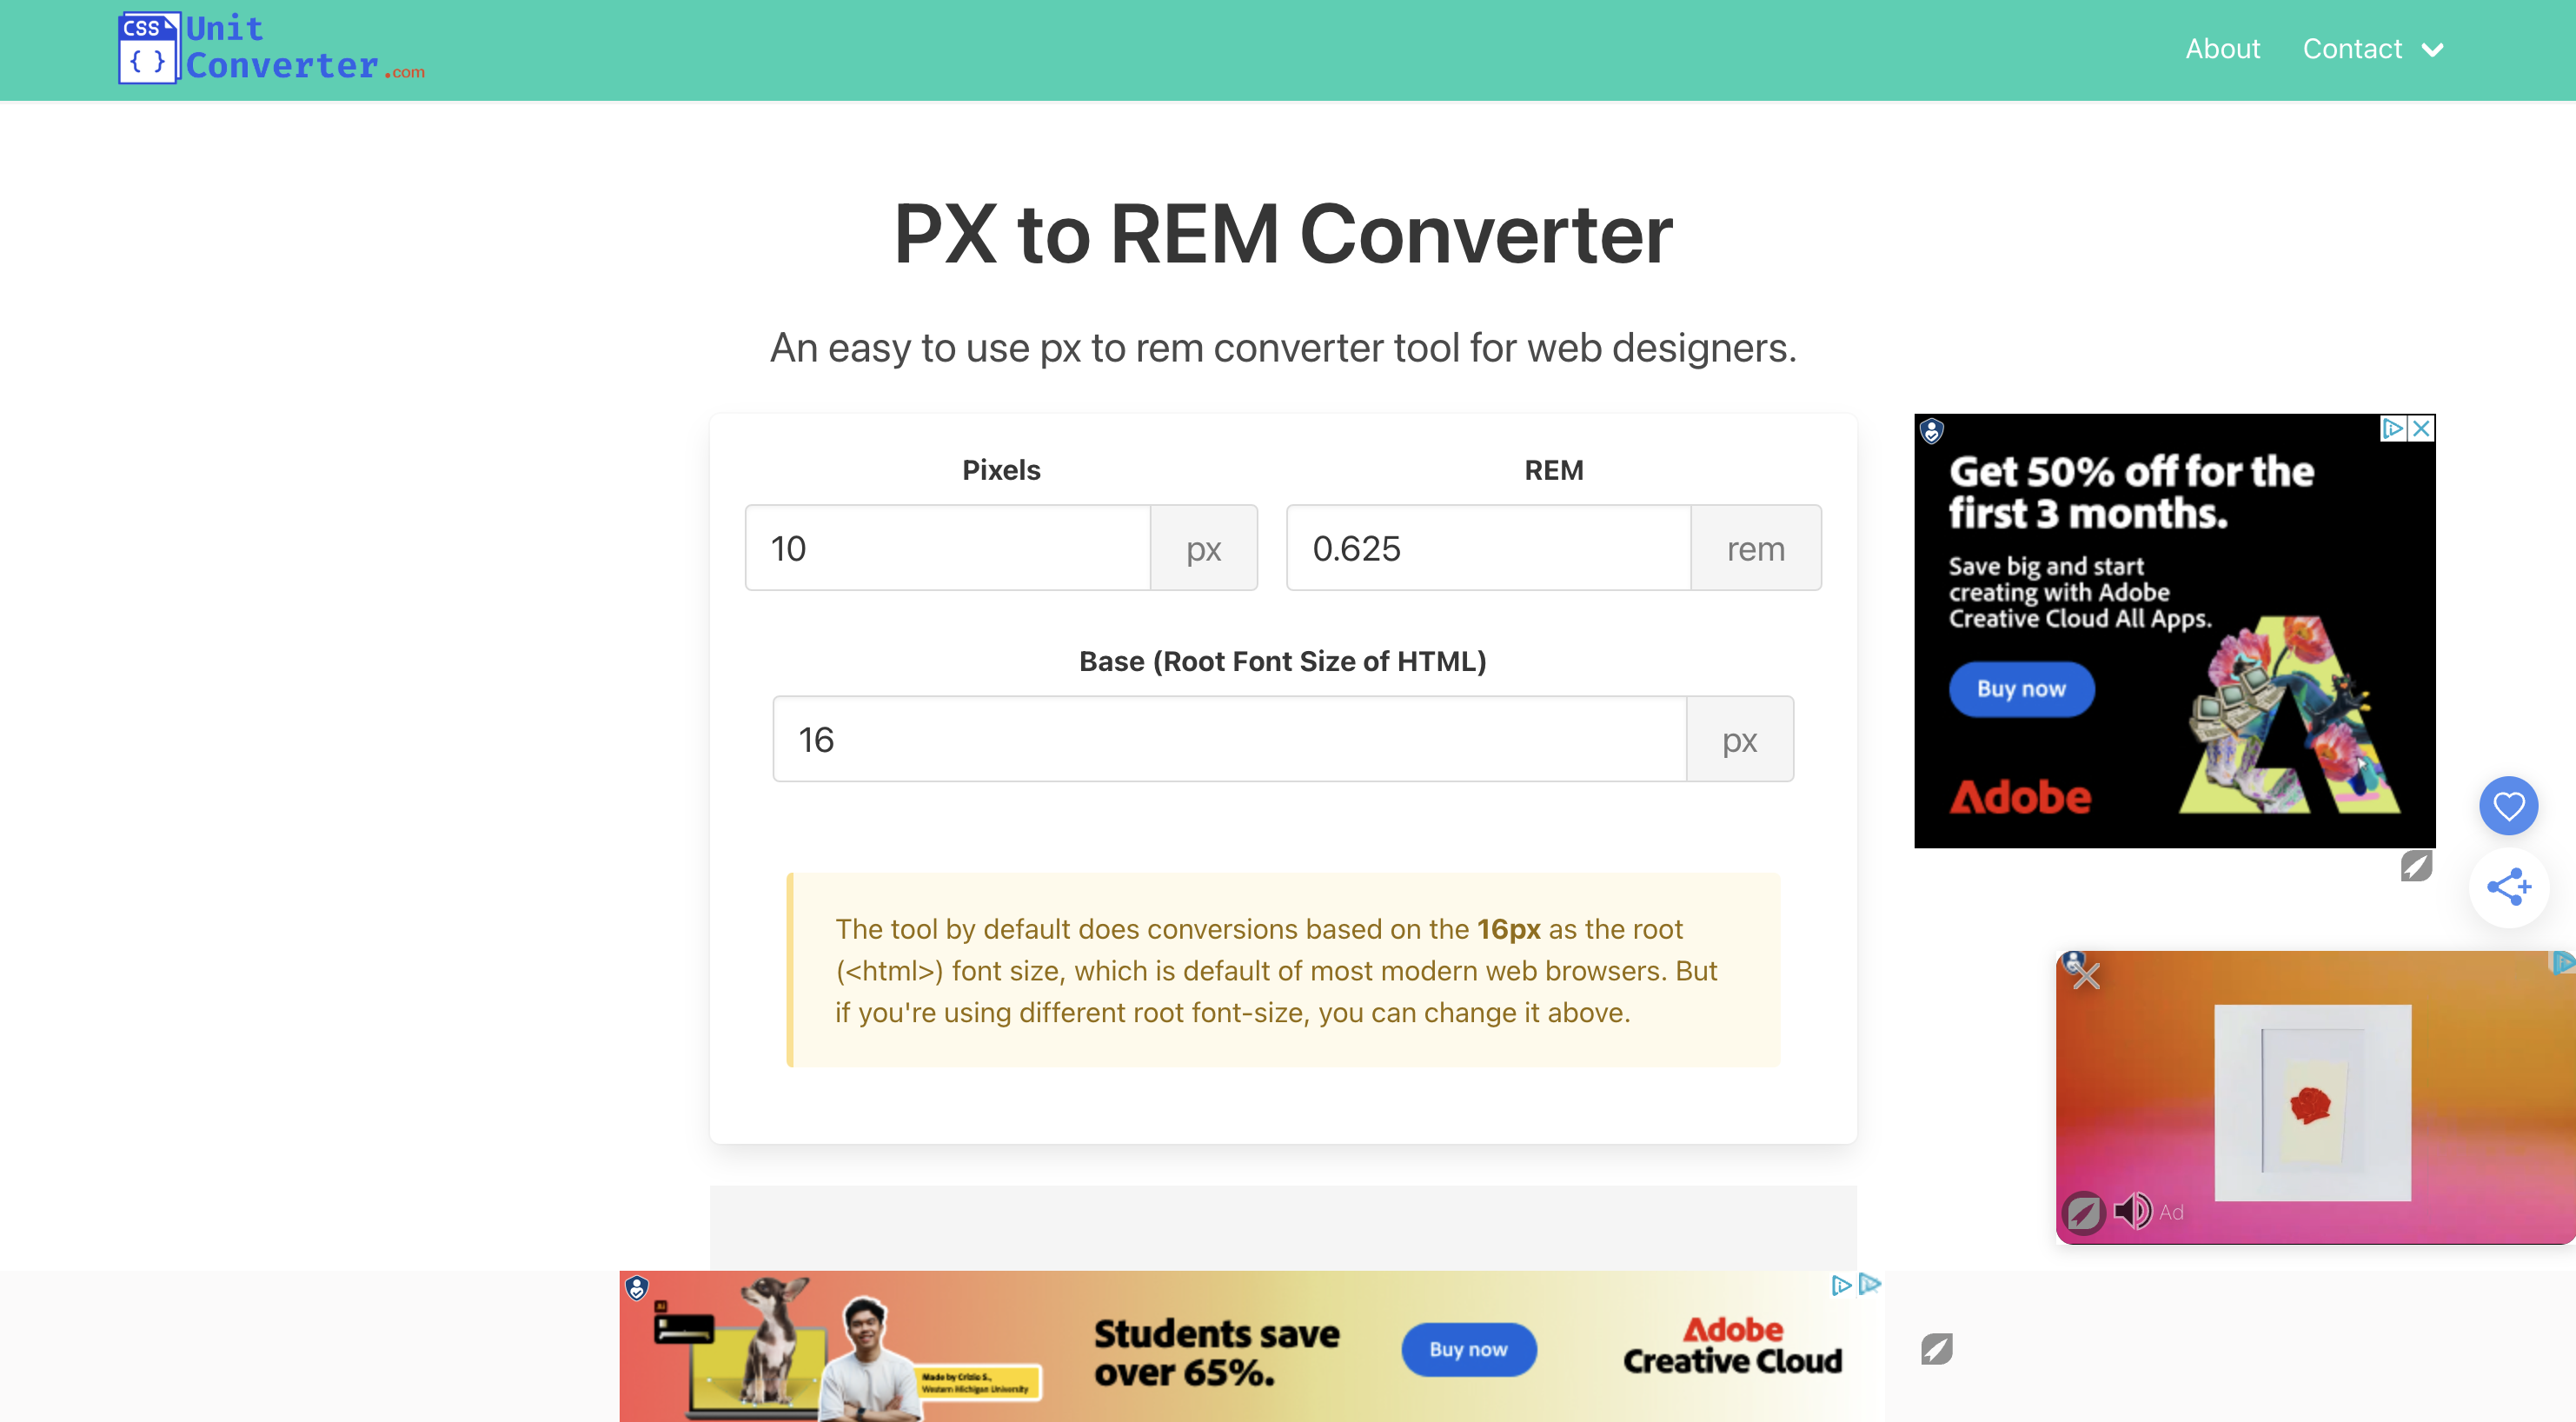 CSS
{ }
Unit
Converter.com
About
Contact
PX to REM Converter
An easy to use px to rem converter tool for web designers.
Pixels
REM
10 px
0.625 rem
Base (Root Font Size of HTML)
16 px
The tool by default does conversions based on the 16px as the root
(<html>) font size, which is default of most modern web browsers. But
if you're using different root font-size, you can change it above.
Get 50% off for the
first 3 months.
Save big and start
creating with Adobe
Creative Cloud All Apps.
Buy now
Adobe
Ad
Ai
Made by Crizio S.,
Western Michigan University
Students save
over 65%.
Buy now
Adobe
Creative Cloud